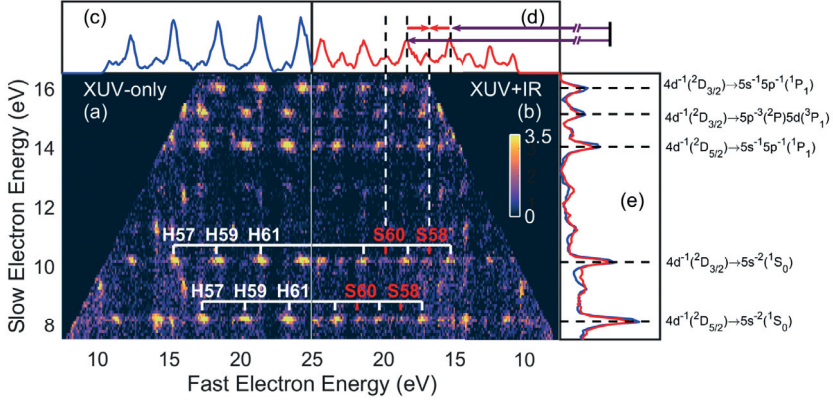 (c)
(d)
XUV-only
(a)
XUV+IR
(b)
3.5
0
16
14
12
10
8
Slow Electron Energy (eV)
H57 H59 H61 S60 S58
H57 H59 H61 S60 S58
10 15 20 25 20 15 10
Fast Electron Energy (eV)
(e)
4d⁻¹(²D₃/₂)→5s⁻¹5p⁻¹(¹P₁)
4d⁻¹(²D₃/₂)→5p⁻³(²P)5d(³P₁)
4d⁻¹(²D₅/₂)→5s⁻¹5p⁻¹(¹P₁)
4d⁻¹(²D₃/₂)→5s⁻²(¹S₀)
4d⁻¹(²D₅/₂)→5s⁻²(¹S₀)